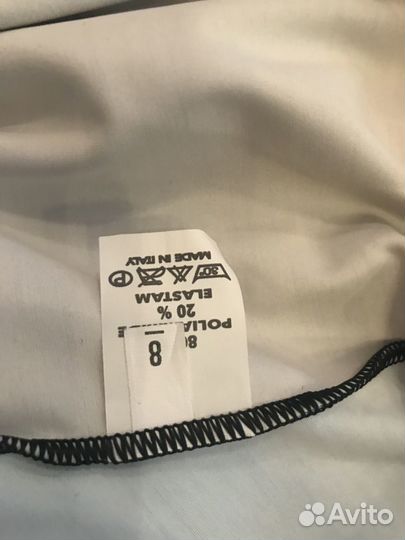 8
20 %
ELASTAM
30° P
MADE IN ITALY
Avito